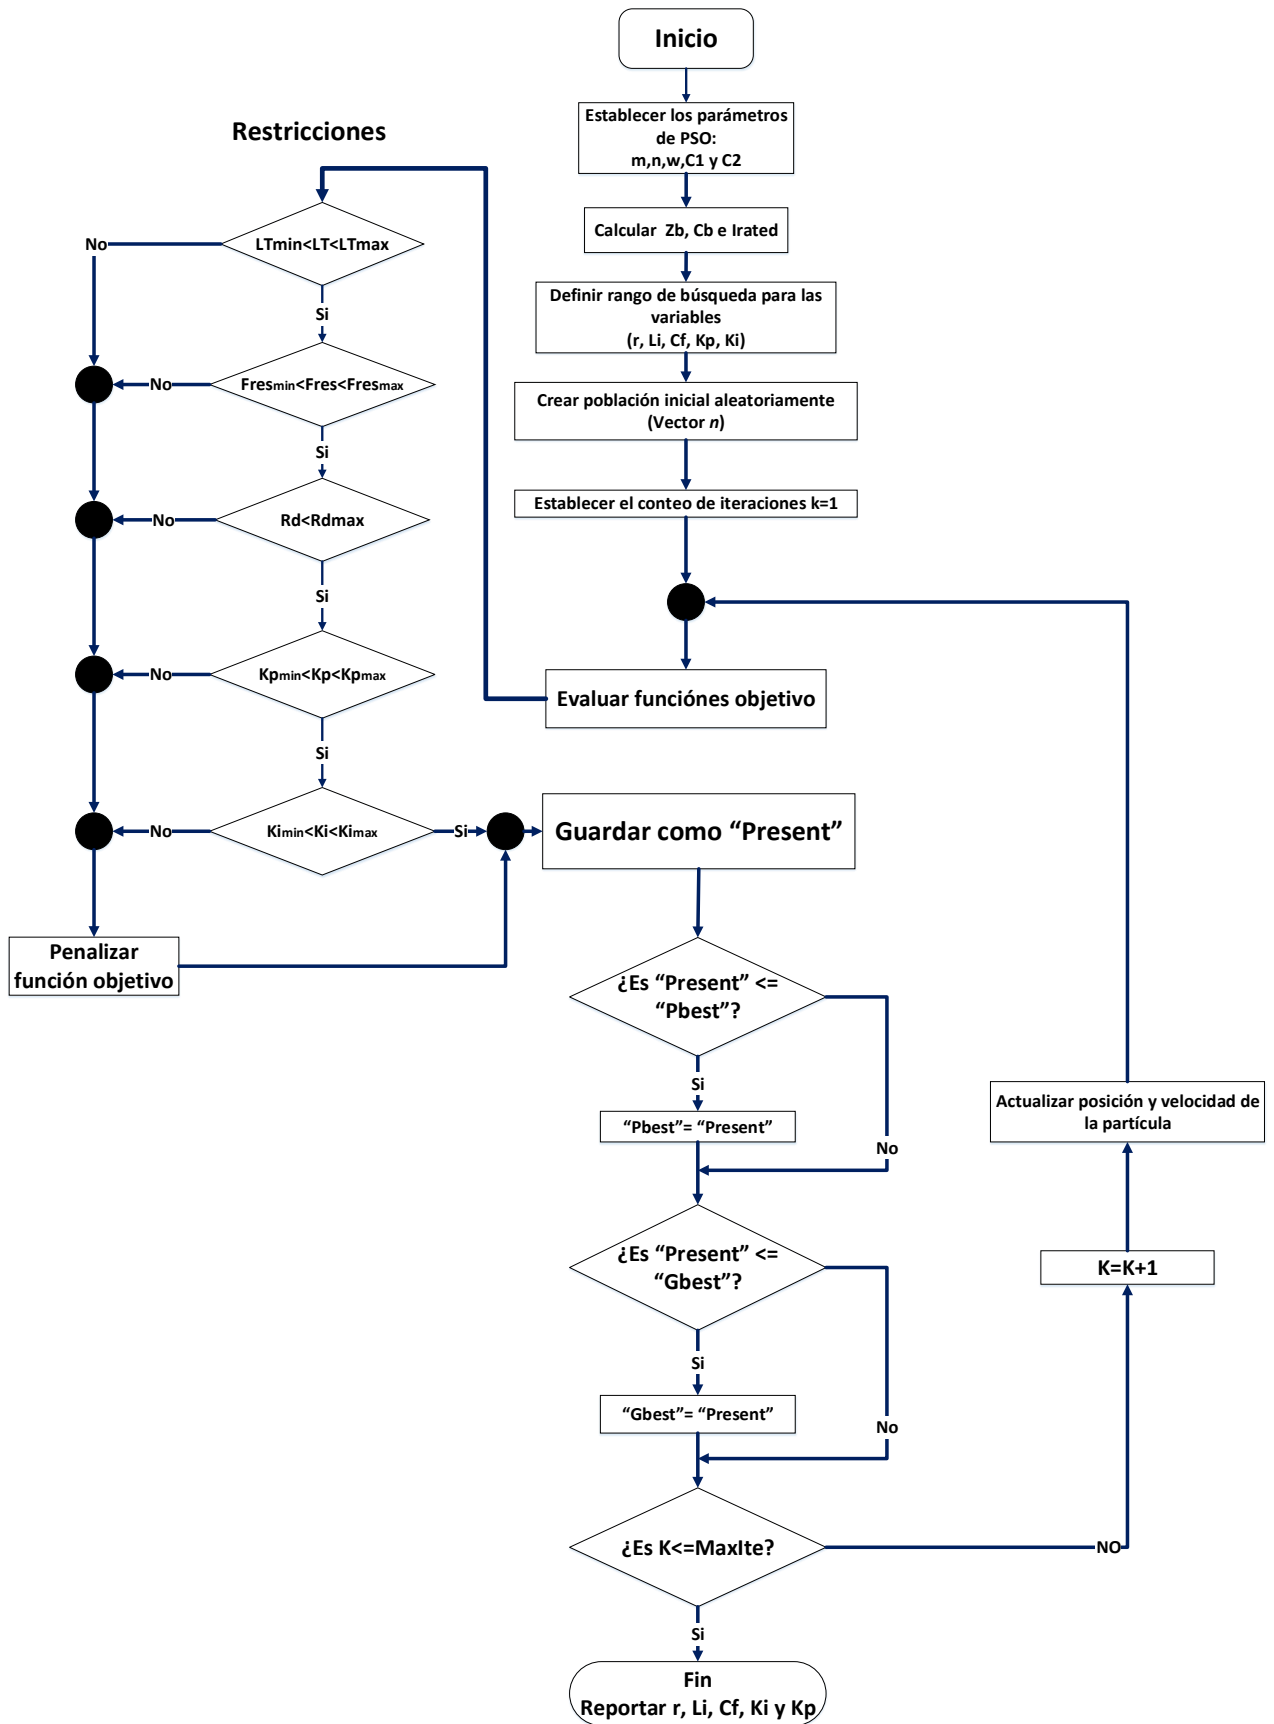 Inicio
Establecer los parámetros
de PSO:
m,n,w,C1 y C2
Calcular Zb, Cb e Irated
Definir rango de búsqueda para las
variables
(r, Li, Cf, Kp, Ki)
Crear población inicial aleatoriamente
(Vector n)
Establecer el conteo de iteraciones k=1
Evaluar funciónes objetivo
Restricciones
LTmin<LT<LTmax
No
Si
Fresmin<Fres<Fresmax
No
Si
Rd<Rdmax
No
Si
Kpmin<Kp<Kpmax
No
Si
Kimin<Ki<Kimax
No
Si
Penalizar
función objetivo
Guardar como “Present”
¿Es “Present” <=
“Pbest”?
Si
No
“Pbest”= “Present”
¿Es “Present” <=
“Gbest”?
Si
No
“Gbest”= “Present”
¿Es K<=MaxIte?
NO
Si
K=K+1
Actualizar posición y velocidad de
la partícula
Fin
Reportar r, Li, Cf, Ki y Kp